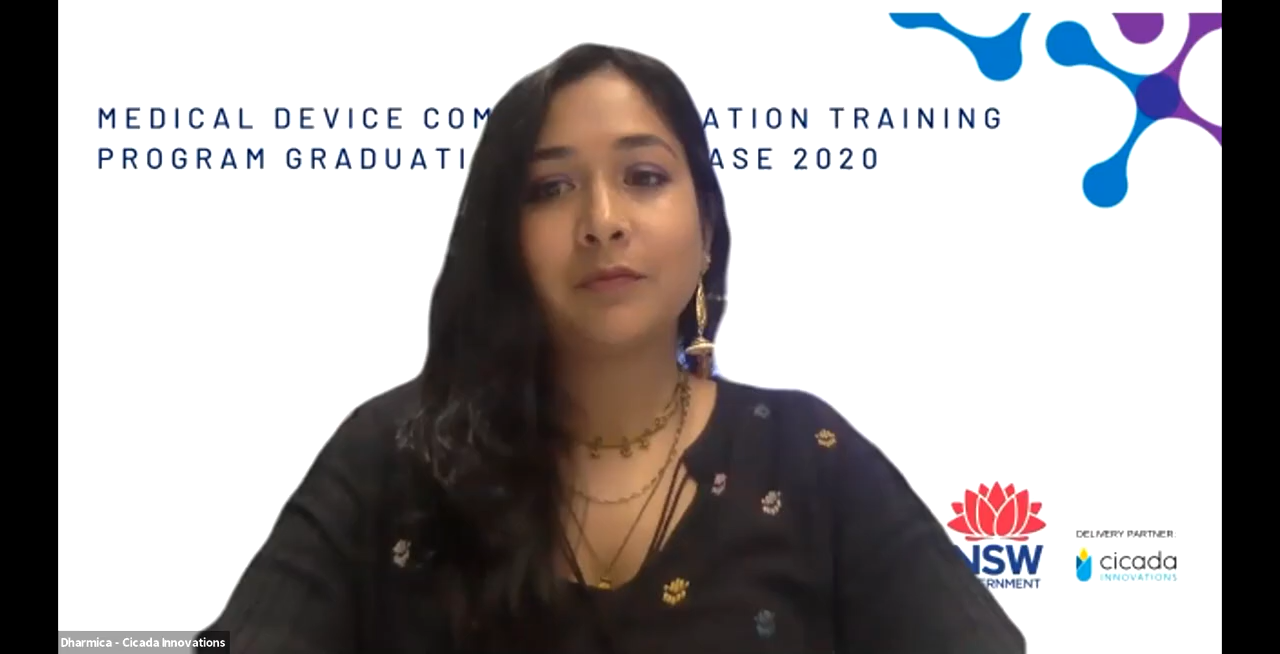 MEDICAL DEVICE COM ATION TRAINING
PROGRAM GRADUATI ASE 2020
NSW
ERNMENT
DELIVERY PARTNER:
cicada
INNOVATIONS
Dharmica - Cicada Innovations